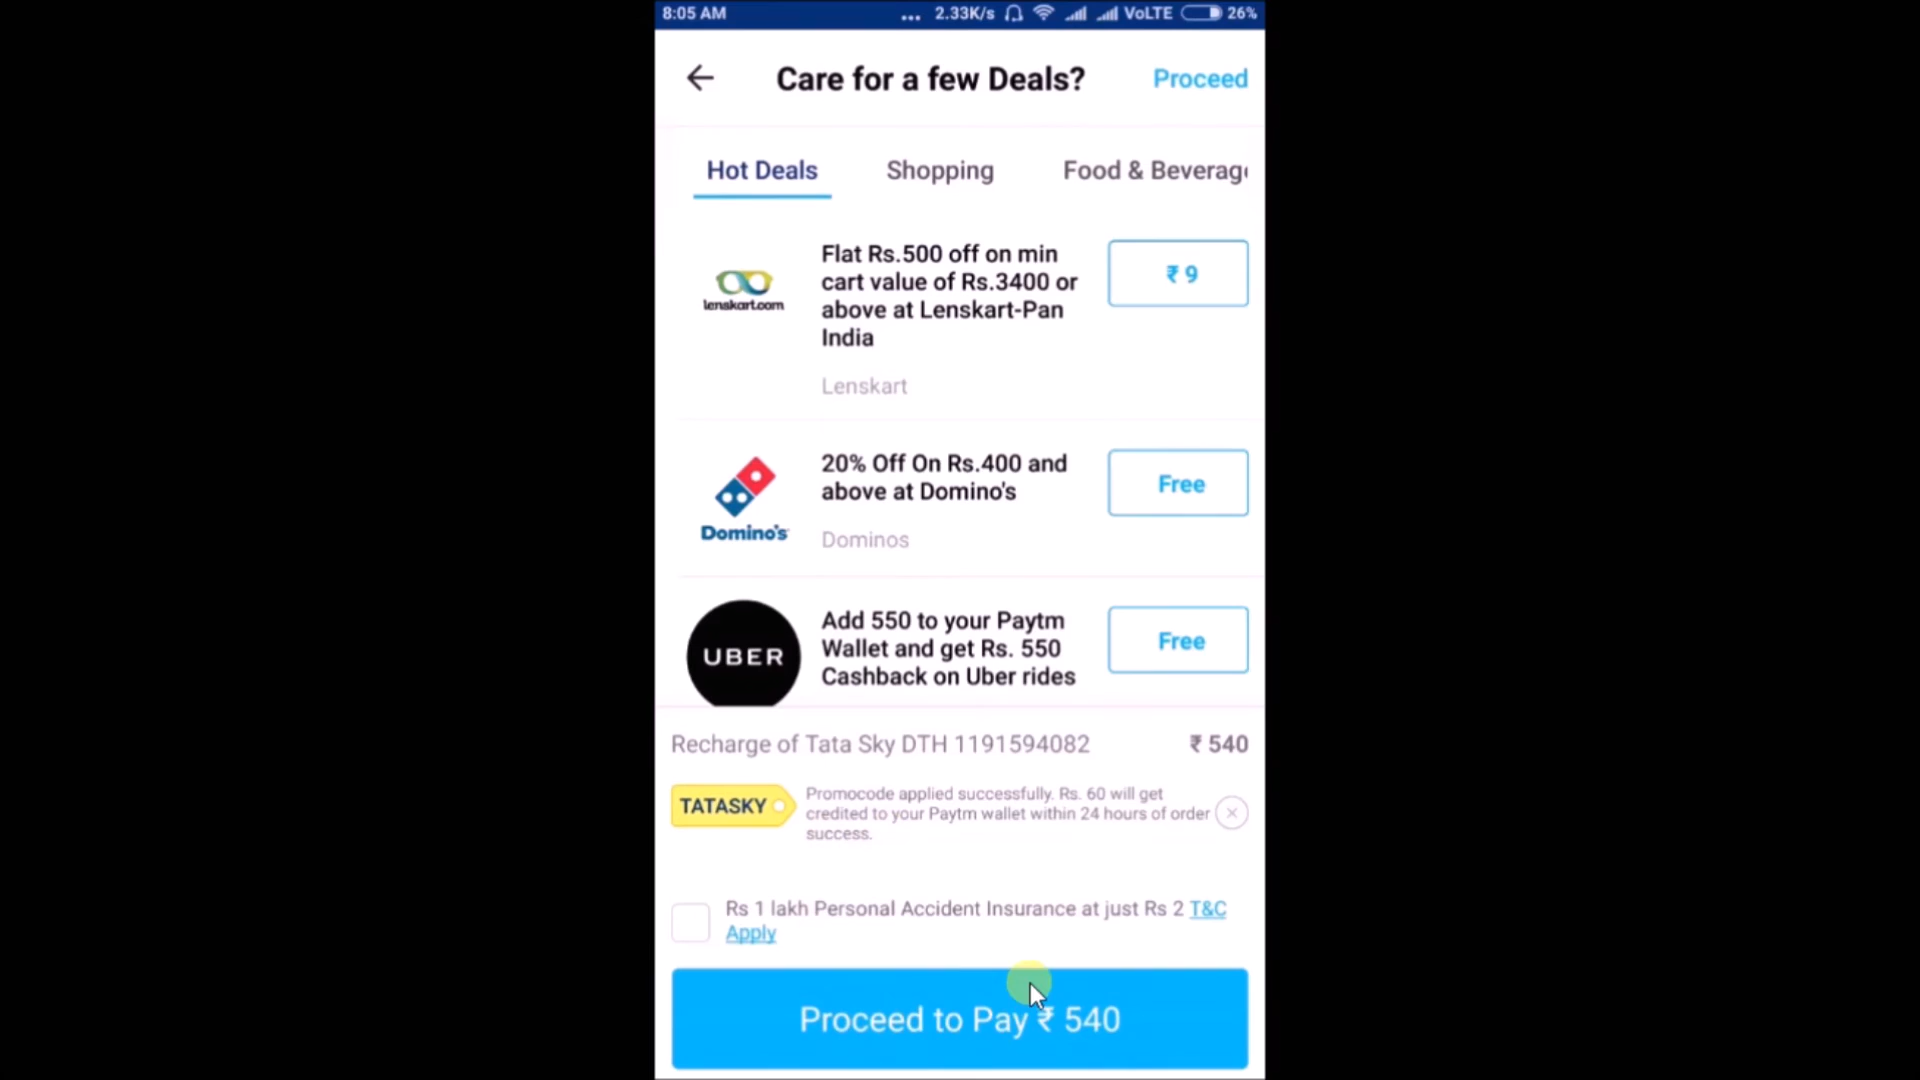 8:05 AM
... 2.33K/s VoLTE 26%
Care for a few Deals?
Proceed
Hot Deals
Shopping
Food & Beverag
lenskart.com
Flat Rs.500 off on min
cart value of Rs.3400 or
above at Lenskart-Pan
India
Lenskart
₹ 9
Domino's
20% Off On Rs.400 and
above at Domino's
Dominos
Free
UBER
Add 550 to your Paytm
Wallet and get Rs. 550
Cashback on Uber rides
Free
Recharge of Tata Sky DTH 1191594082
₹ 540
TATASKY
Promocode applied successfully. Rs. 60 will get
credited to your Paytm wallet within 24 hours of order
success.
Rs 1 lakh Personal Accident Insurance at just Rs 2 T&C
Apply
Proceed to Pay ₹ 540